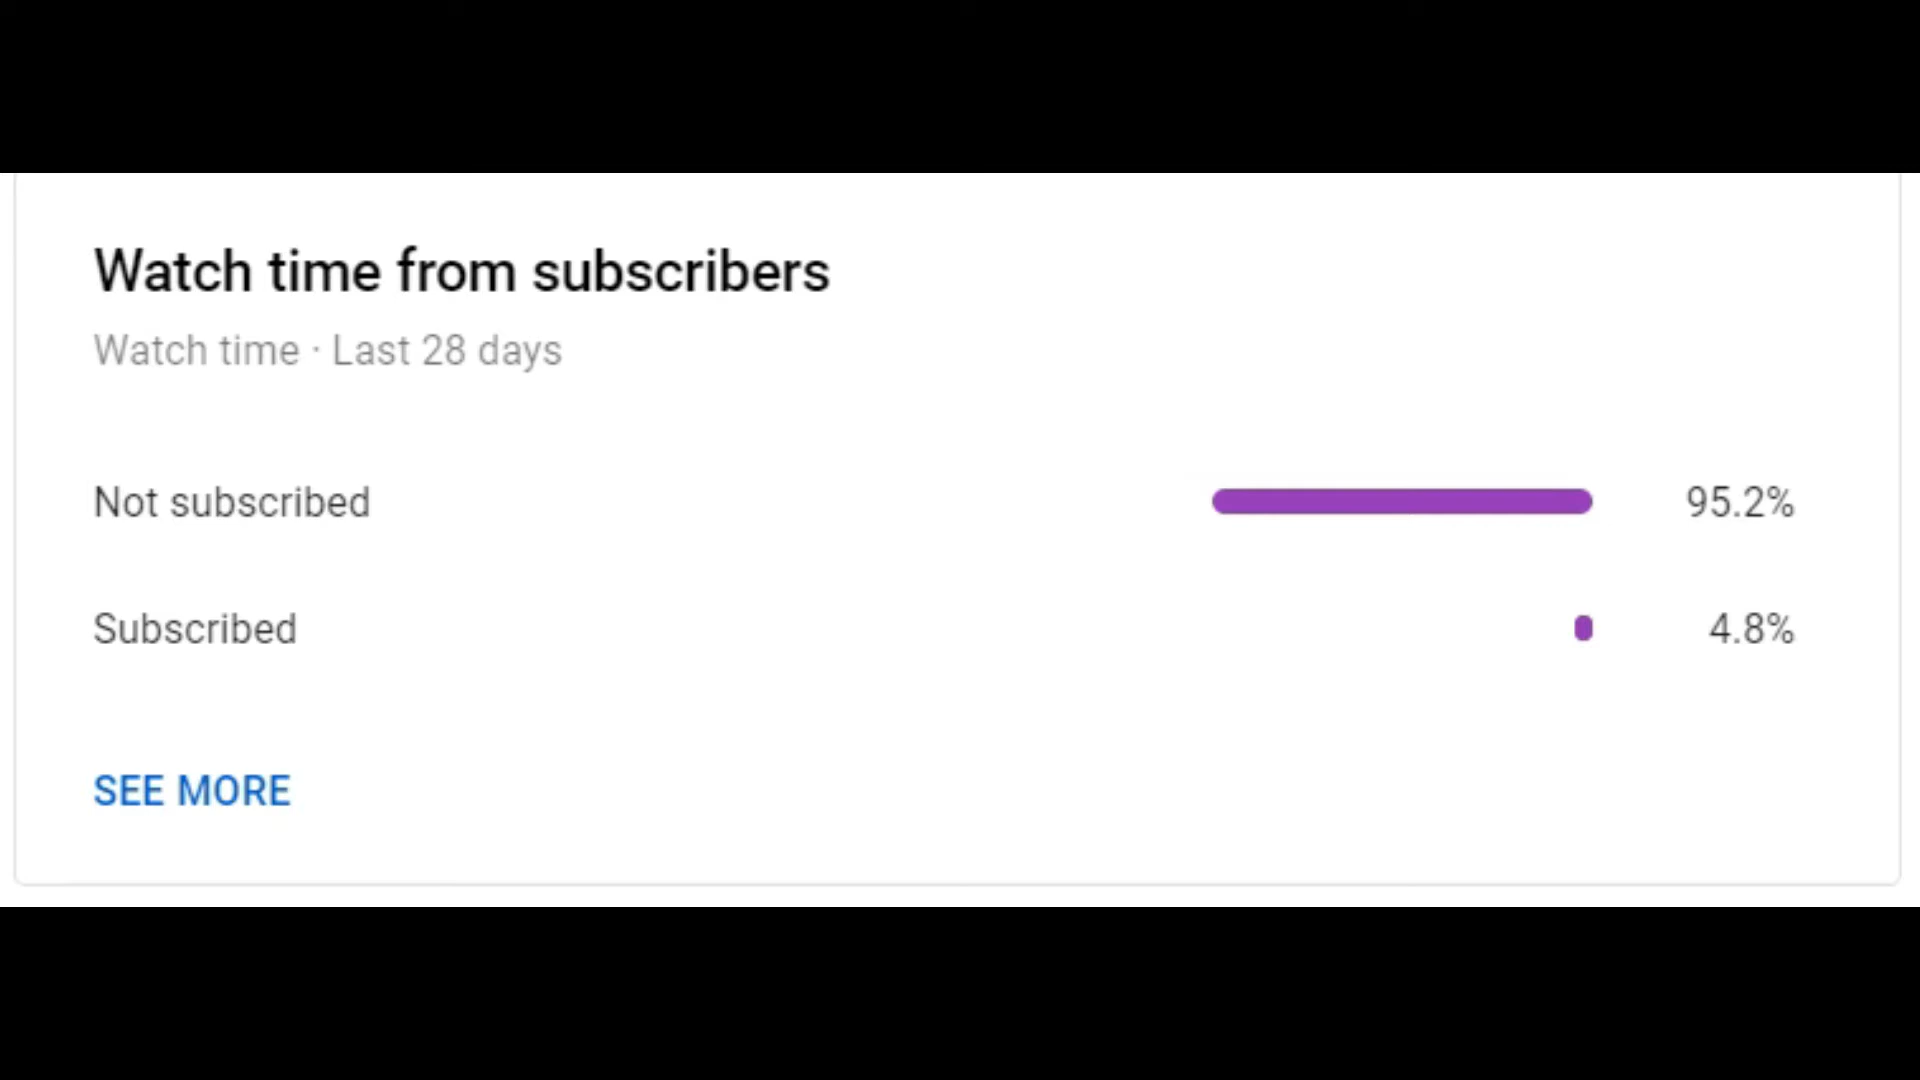 Watch time from subscribers
Watch time · Last 28 days
Not subscribed 95.2%
Subscribed 4.8%
SEE MORE